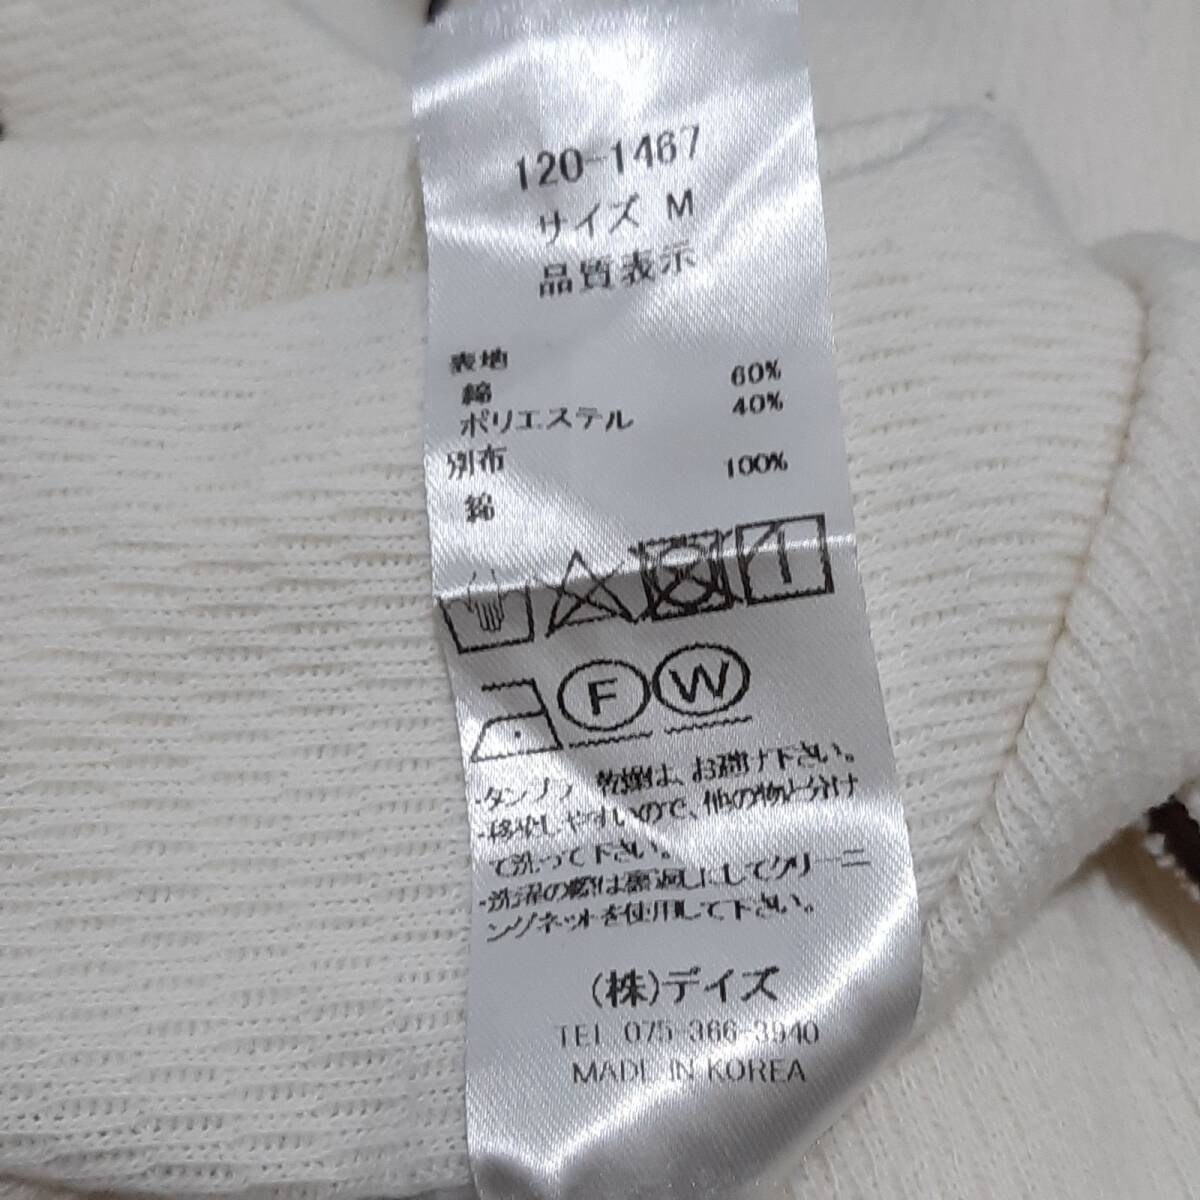 120-1467
サイズ M
品質表示
表地
綿 60%
ポリエステル 40%
別布
綿 100%
F W
・タンブラー乾燥は、お避け下さい。
・移染しやすいので、他の物と分け
て洗って下さい。
・洗濯の際は裏返しにしてクリーニ
ングネットを使用して下さい。
(株)デイズ
TEL 075-366-3940
MADE IN KOREA